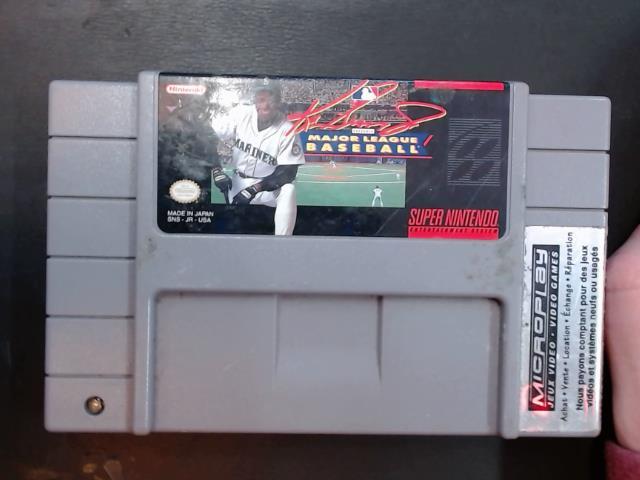 Nintendo
PRESENTS
MAJOR LEAGUE
BASEBALL
MARINERS
MADE IN JAPAN
SNS - JR - USA
SUPER NINTENDO
ENTERTAINMENT SYSTEM
MICROPLAY
JEUX VIDEO · VIDEO GAMES
Achat • Vente • Location • Échange • Réparation
Nous payons comptant pour des jeux
vidéos et systèmes neufs ou usagés